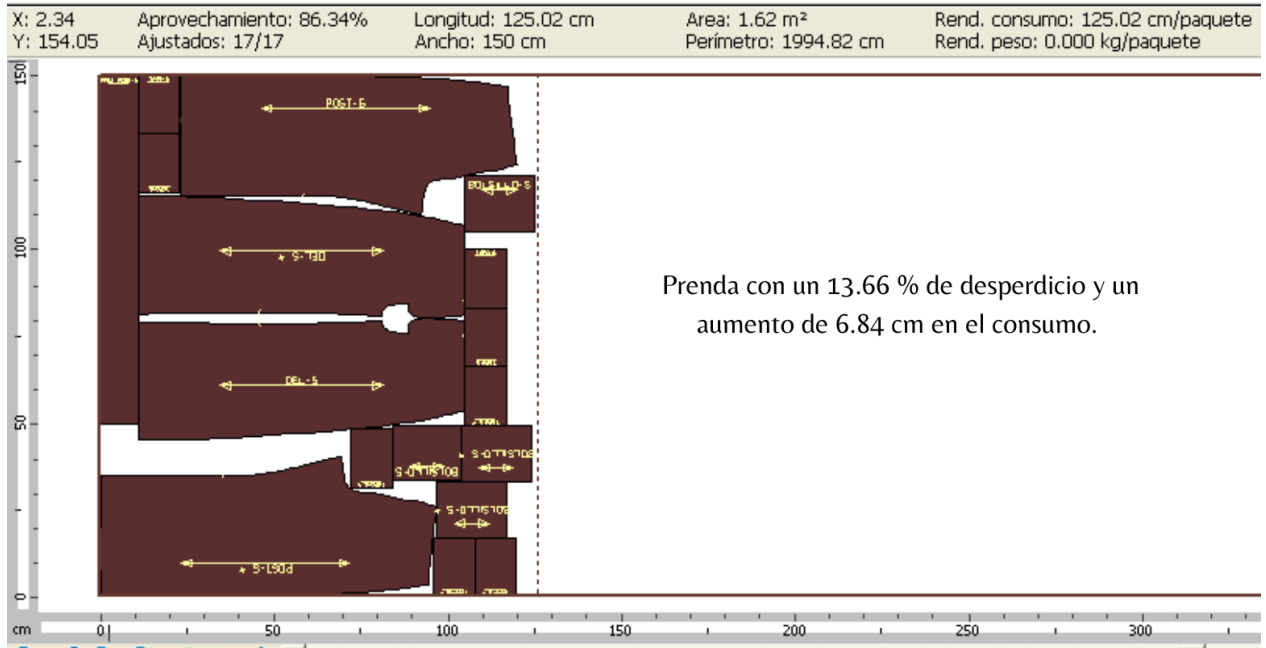 X: 2.34 Aprovechamiento: 86.34% Longitud: 125.02 cm Area: 1.62 m² Rend. consumo: 125.02 cm/paquete
Y: 154.05 Ajustados: 17/17 Ancho: 150 cm Perímetro: 1994.82 cm Rend. peso: 0.000 kg/paquete
150
POST-S
BOLSILLO-S
100
DEL-S *
Prenda con un 13.66 % de desperdicio y un
aumento de 6.84 cm en el consumo.
DEL-S
50
BOLSILLO-S
BOLSILLO-S *
BOLSILLO-S *
POST-S *
0
cm 0 50 100 150 200 250 300